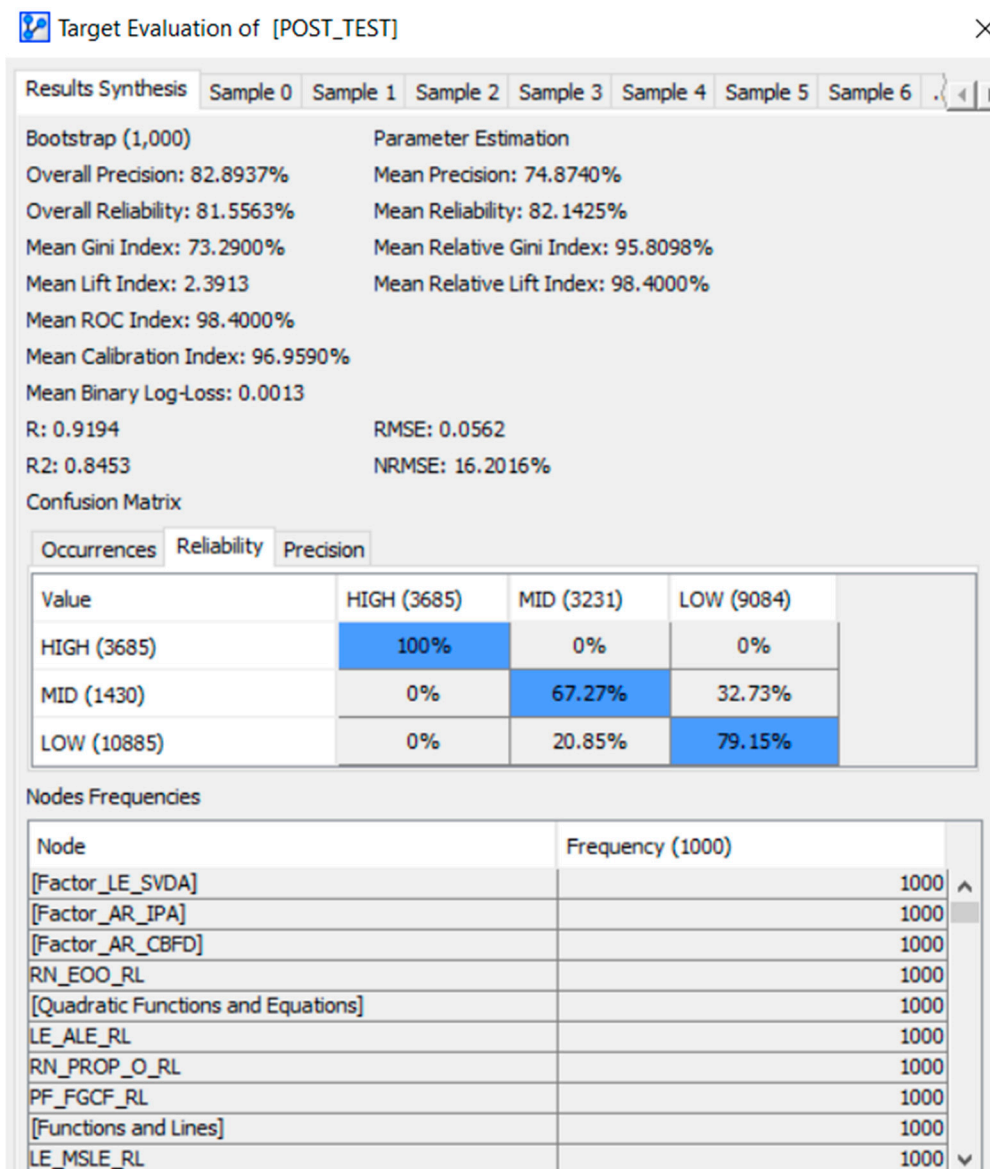 Target Evaluation of [POST_TEST]
Results Synthesis Sample 0 Sample 1 Sample 2 Sample 3 Sample 4 Sample 5 Sample 6
Bootstrap (1,000) Parameter Estimation
Overall Precision: 82.8937% Mean Precision: 74.8740%
Overall Reliability: 81.5563% Mean Reliability: 82.1425%
Mean Gini Index: 73.2900% Mean Relative Gini Index: 95.8098%
Mean Lift Index: 2.3913 Mean Relative Lift Index: 98.4000%
Mean ROC Index: 98.4000%
Mean Calibration Index: 96.9590%
Mean Binary Log-Loss: 0.0013
R: 0.9194 RMSE: 0.0562
R2: 0.8453 NRMSE: 16.2016%
Confusion Matrix
Occurrences Reliability Precision
Value HIGH (3685) MID (3231) LOW (9084)
HIGH (3685) 100% 0% 0%
MID (1430) 0% 67.27% 32.73%
LOW (10885) 0% 20.85% 79.15%
Nodes Frequencies
Node Frequency (1000)
[Factor_LE_SVDA] 1000
[Factor_AR_IPA] 1000
[Factor_AR_CBFD] 1000
RN_EOO_RL 1000
[Quadratic Functions and Equations] 1000
LE_ALE_RL 1000
RN_PROP_O_RL 1000
PF_FGCF_RL 1000
[Functions and Lines] 1000
LE_MSLE_RL 1000